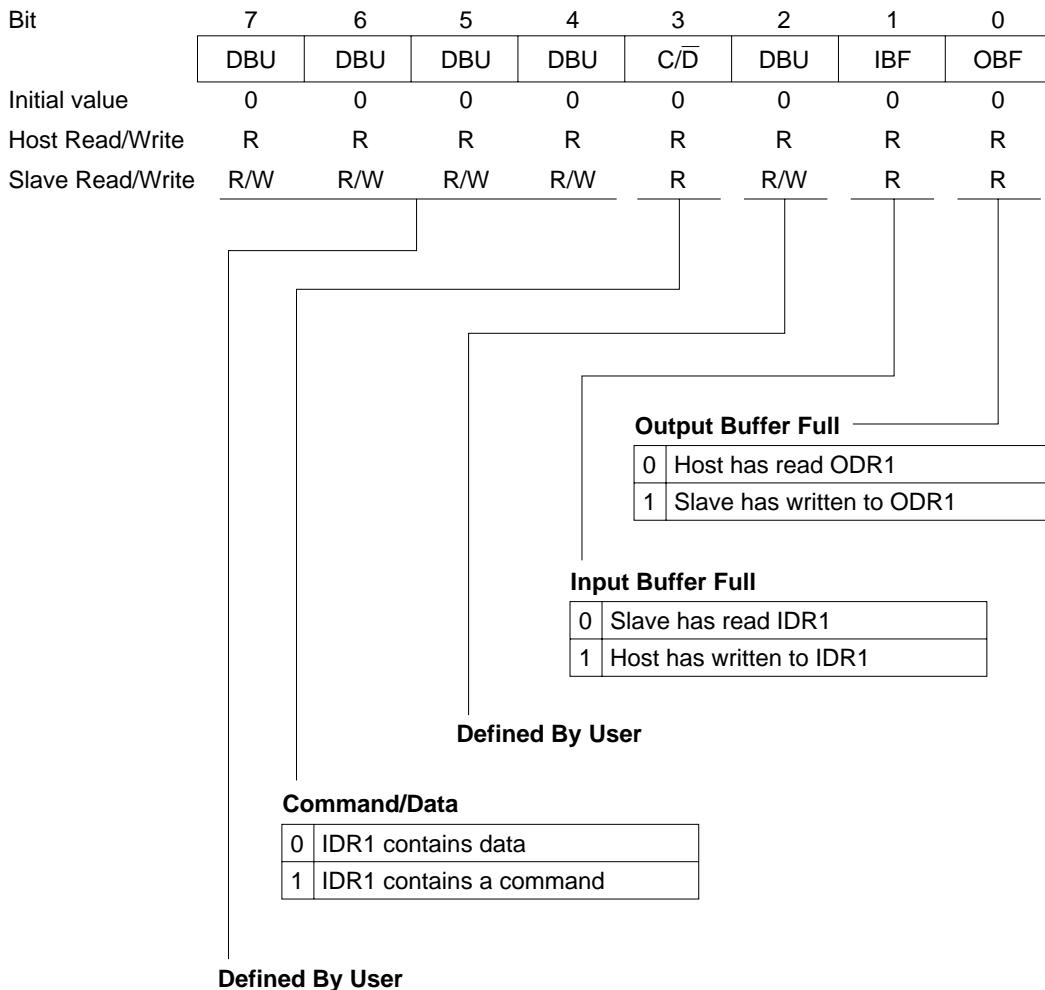 Bit 7 6 5 4 3 2 1 0
DBU DBU DBU DBU C/D̅ DBU IBF OBF
Initial value 0 0 0 0 0 0 0 0
Host Read/Write R R R R R R R R
Slave Read/Write R/W R/W R/W R/W R R/W R R
Output Buffer Full
0 Host has read ODR1
1 Slave has written to ODR1
Input Buffer Full
0 Slave has read IDR1
1 Host has written to IDR1
Defined By User
Command/Data
0 IDR1 contains data
1 IDR1 contains a command
Defined By User